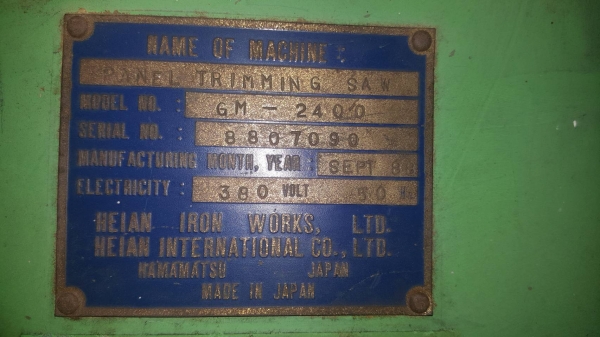 NAME OF MACHINE :
PANEL TRIMMING SAW
MODEL NO. : GM - 2400
SERIAL NO. : 8807090
MANUFACTURING MONTH, YEAR : SEPT
ELECTRICITY : 380 VOLT
HEIAN IRON WORKS, LTD.
HEIAN INTERNATIONAL CO., LTD.
HAMAMATSU JAPAN
MADE IN JAPAN